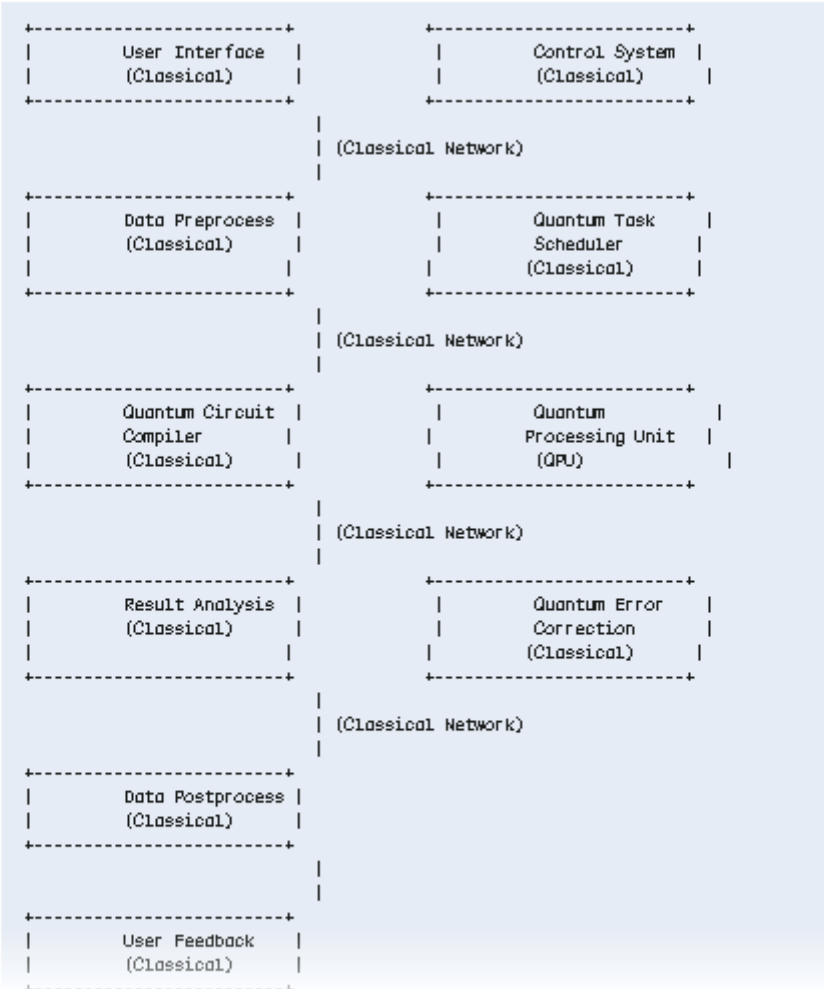 User Interface Control System
(Classical) (Classical)
(Classical Network)
Data Preprocess Quantum Task
(Classical) Scheduler
(Classical)
(Classical Network)
Quantum Circuit Quantum
Compiler Processing Unit
(Classical) (QPU)
(Classical Network)
Result Analysis Quantum Error
(Classical) Correction
(Classical)
(Classical Network)
Data Postprocess
(Classical)
User Feedback
(Classical)